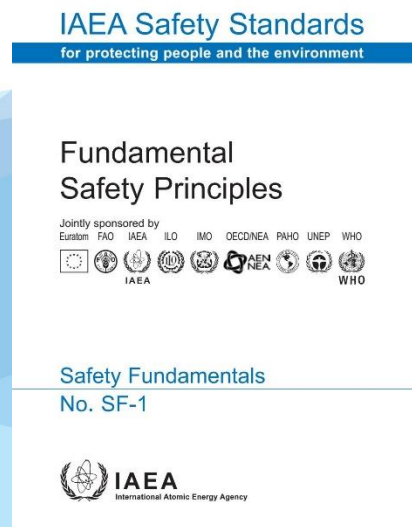 IAEA Safety Standards
for protecting people and the environment
Fundamental
Safety Principles
Jointly sponsored by
Euratom FAO IAEA ILO IMO OECD/NEA PAHO UNEP WHO
ILO AEN
NEA
IAEA WHO
Safety Fundamentals
No. SF-1
IAEA
International Atomic Energy Agency